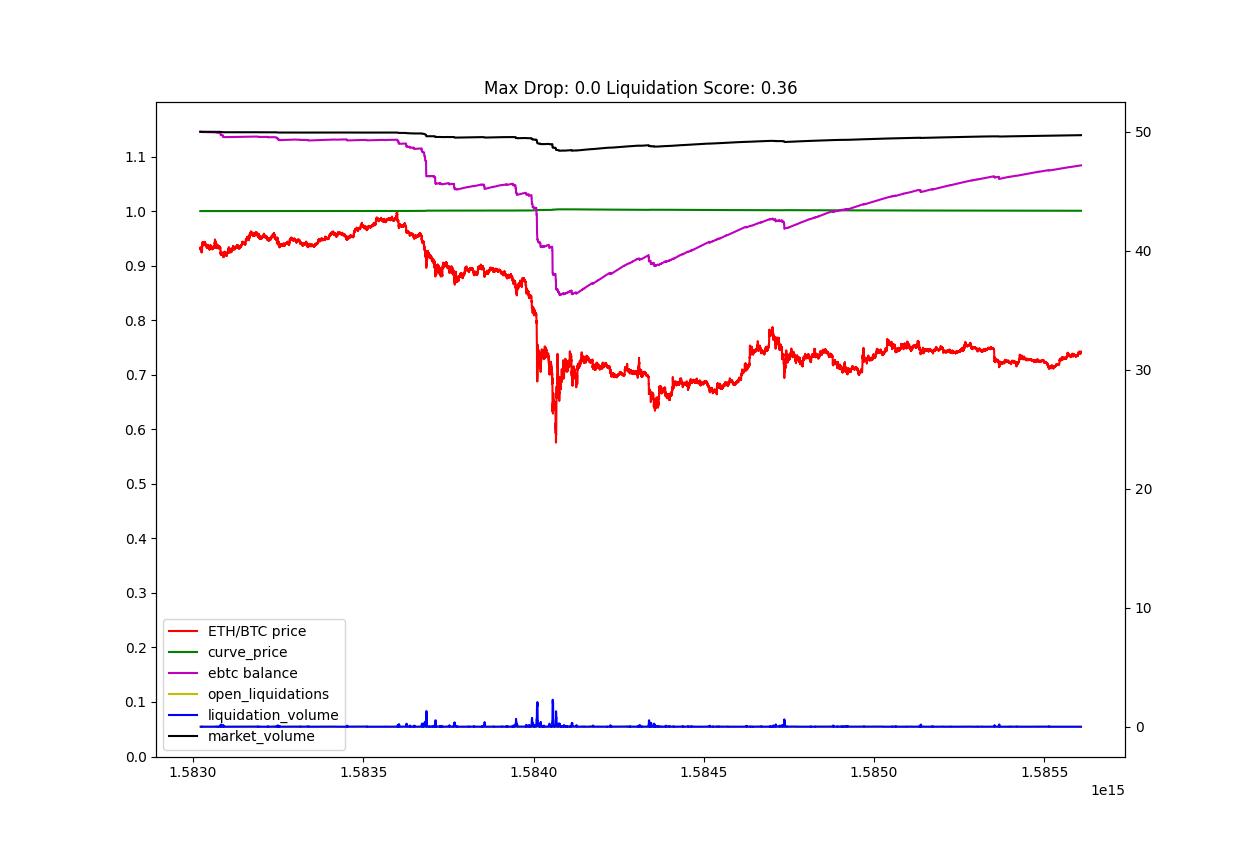 Max Drop: 0.0 Liquidation Score: 0.36
1.1
1.0
0.9
0.8
0.7
0.6
0.5
0.4
0.3
0.2
0.1
0.0
50
40
30
20
10
0
ETH/BTC price
curve_price
ebtc balance
open_liquidations
liquidation_volume
market_volume
1.5830 1.5835 1.5840 1.5845 1.5850 1.5855
1e15